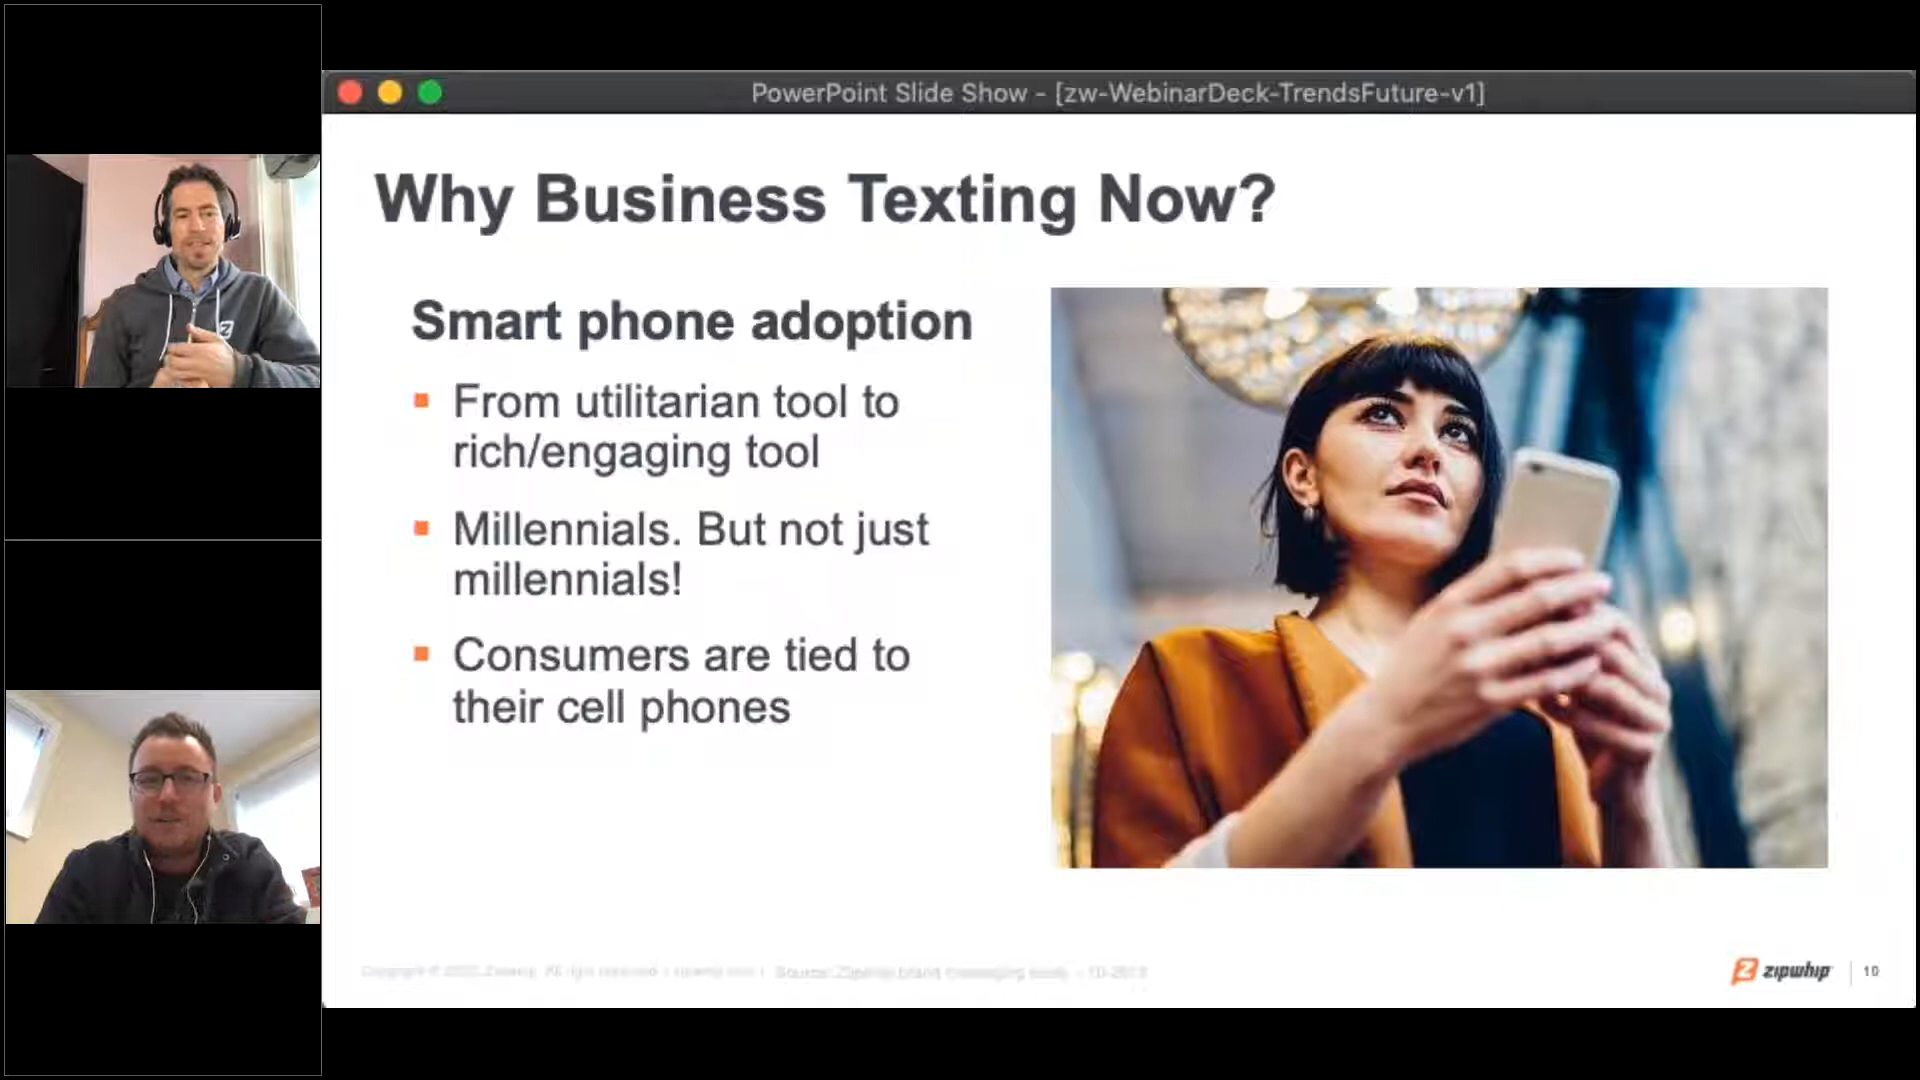 PowerPoint Slide Show - [zw-WebinarDeck-TrendsFuture-v1]
Why Business Texting Now?
Smart phone adoption
From utilitarian tool to
rich/engaging tool
Millennials. But not just
millennials!
Consumers are tied to
their cell phones
zipwhip
10